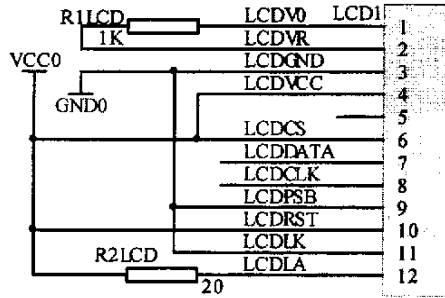 R1LCD LCDV0 LCD1 1
1K LCDVR 2
VCC0 LCDGND 3
LCDVCC 4
GND0 5
LCDCS 6
LCDDATA 7
LCDCLK 8
LCDPSB 9
LCDRST 10
R2LCD LCDLK 11
LCDLA 12
20